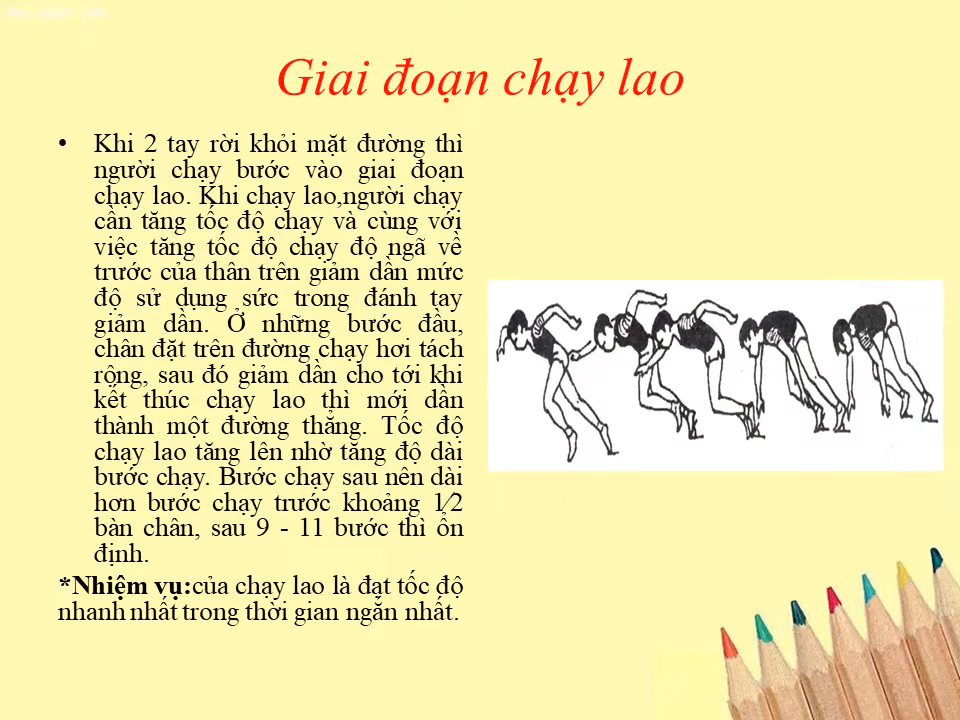 Giai đoạn chạy lao
• Khi 2 tay rời khỏi mặt đường thì
người chạy bước vào giai đoạn
chạy lao. Khi chạy lao,người chạy
cần tăng tốc độ chạy và cùng với
việc tăng tốc độ chạy độ ngã về
trước của thân trên giảm dần mức
độ sử dụng sức trong đánh tay
giảm dần. Ở những bước đầu,
chân đặt trên đường chạy hơi tách
rộng, sau đó giảm dần cho tới khi
kết thúc chạy lao thì mới dần
thành một đường thẳng. Tốc độ
chạy lao tăng lên nhờ tăng độ dài
bước chạy. Bước chạy sau nên dài
hơn bước chạy trước khoảng 1⁄2
bàn chân, sau 9 - 11 bước thì ổn
định.
*Nhiệm vụ:của chạy lao là đạt tốc độ
nhanh nhất trong thời gian ngắn nhất.